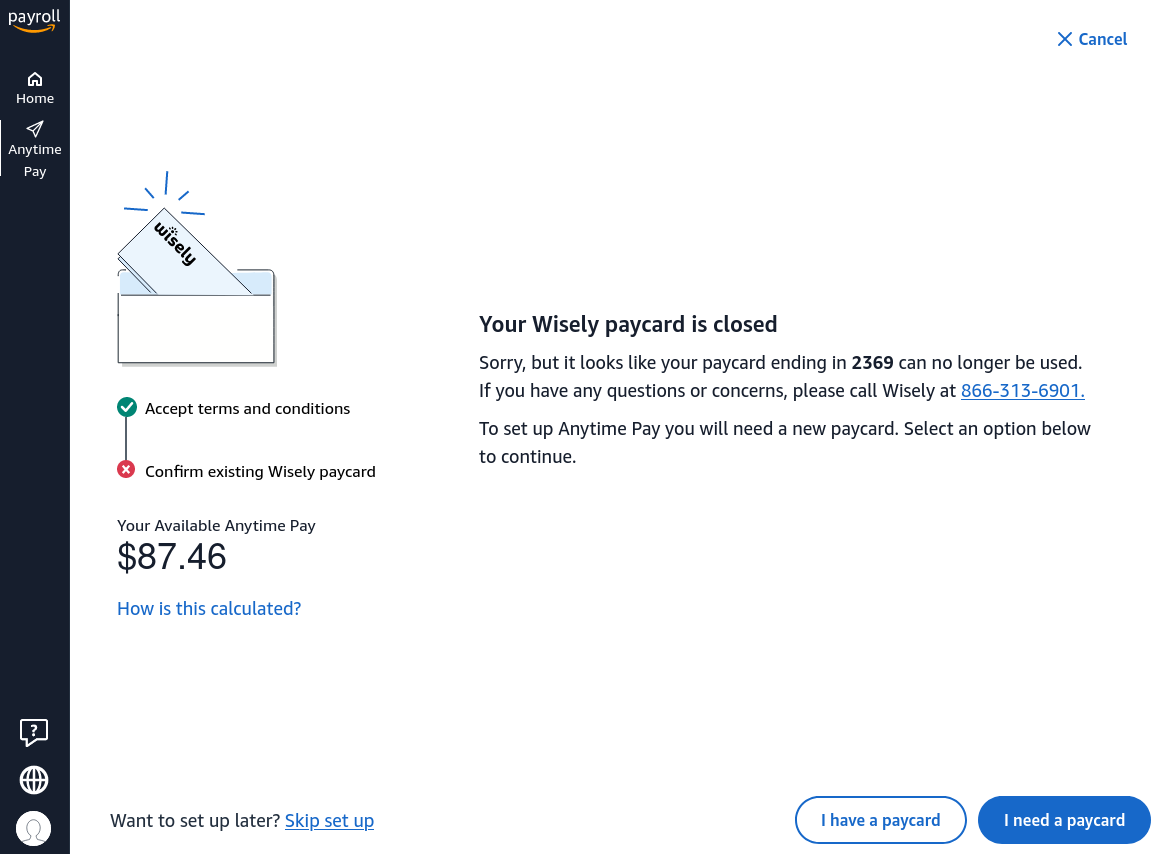 payroll
Cancel
Home
Anytime
Pay
wisely
Your Wisely paycard is closed
Sorry, but it looks like your paycard ending in 2369 can no longer be used.
If you have any questions or concerns, please call Wisely at 866-313-6901.
To set up Anytime Pay you will need a new paycard. Select an option below
to continue.
Accept terms and conditions
Confirm existing Wisely paycard
Your Available Anytime Pay
$87.46
How is this calculated?
?
Want to set up later? Skip set up
I have a paycard
I need a paycard